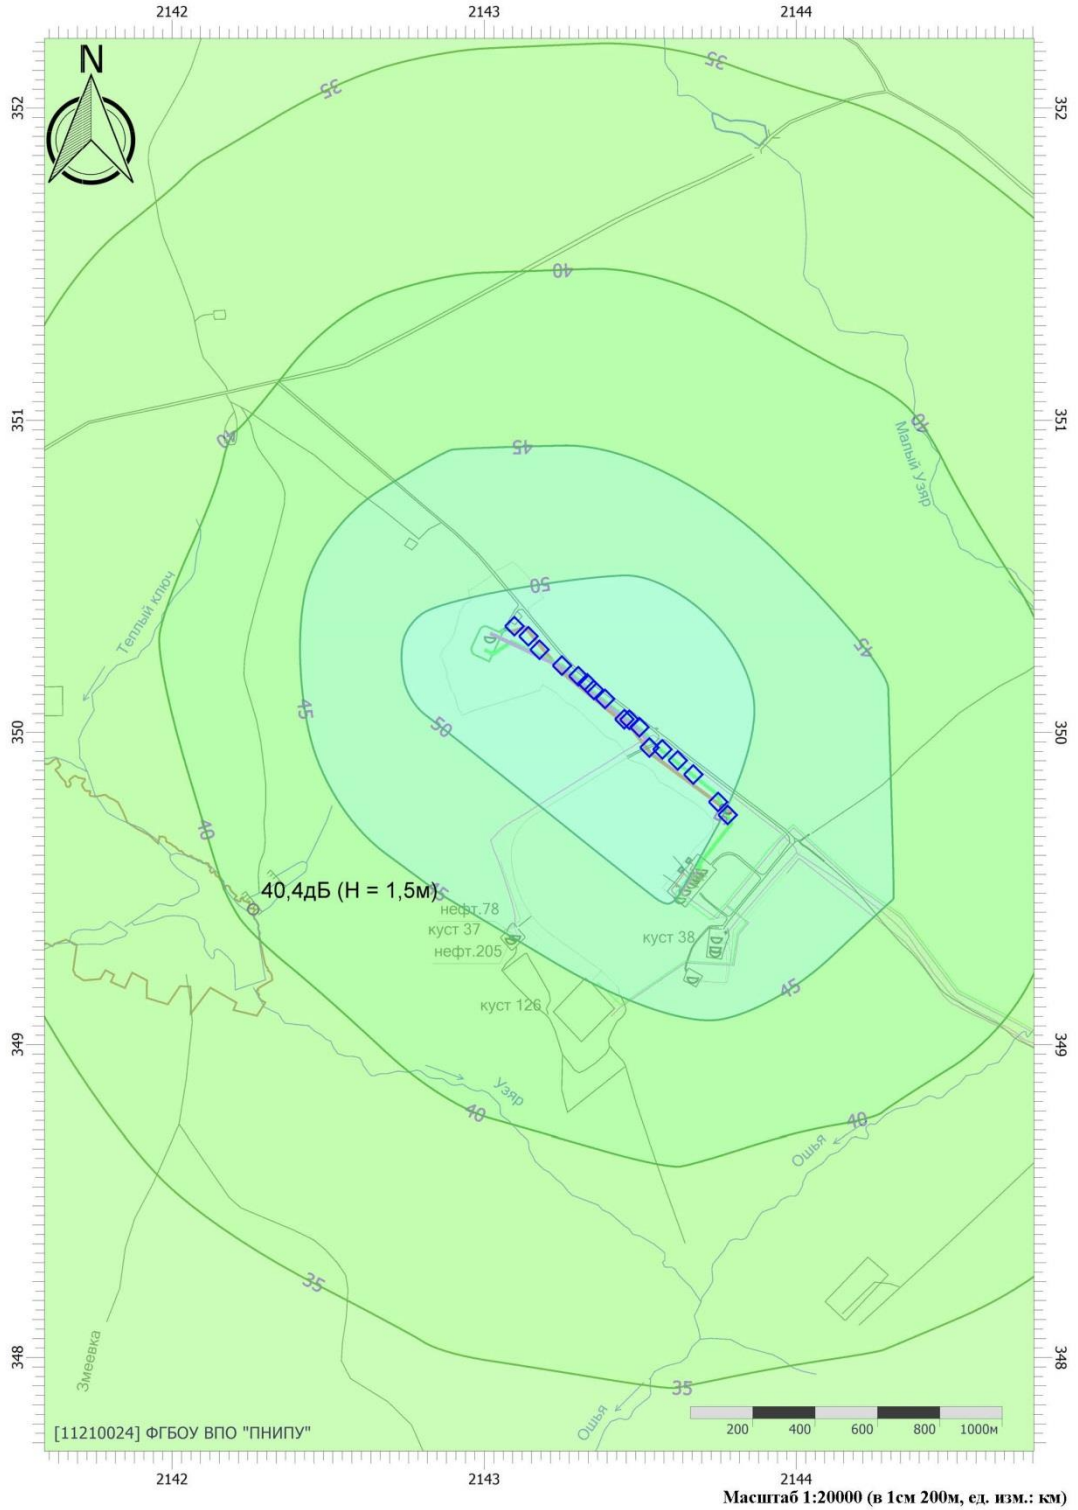 2142 2143 2144
N
35
35
352
352
40
40
351
351
40
45
Малый Узяр
50
Теплый ключ
45
45
50
350
350
40
40,4дБ (H = 1,5м)
45
нефт.78
куст 37
куст 38
нефт.205
45
куст 126
349
349
Узяр
40
40
Ошья
35
Змеевка
348
348
35
Ошья
200 400 600 800 1000м
[11210024] ФГБОУ ВПО "ПНИПУ"
2142 2143 2144
Масштаб 1:20000 (в 1см 200м, ед. изм.: км)